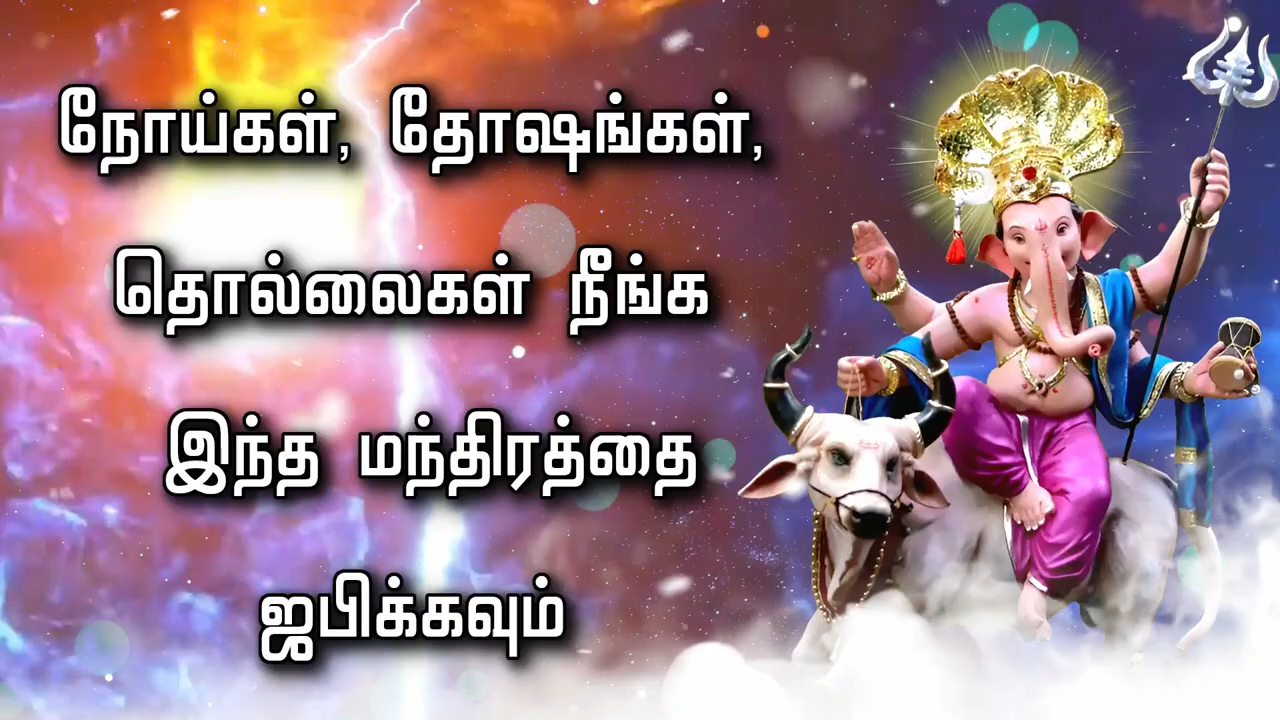 நோய்கள், தோஷங்கள்,
தொல்லைகள் நீங்க
இந்த மந்திரத்தை
ஜபிக்கவும்